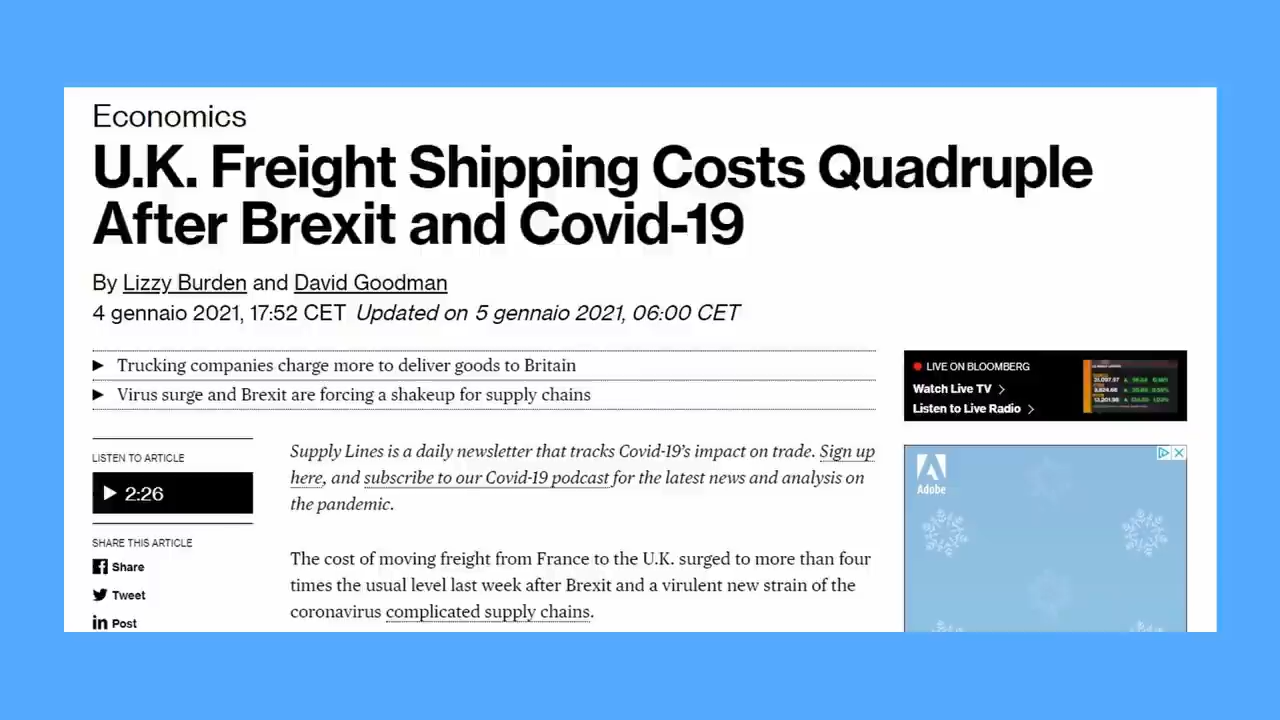 Economics
U.K. Freight Shipping Costs Quadruple
After Brexit and Covid-19
By Lizzy Burden and David Goodman
4 gennaio 2021, 17:52 CET Updated on 5 gennaio 2021, 06:00 CET
▶ Trucking companies charge more to deliver goods to Britain
▶ Virus surge and Brexit are forcing a shakeup for supply chains
LIVE ON BLOOMBERG
Watch Live TV >
Listen to Live Radio >
LISTEN TO ARTICLE
2:26
SHARE THIS ARTICLE
Share
Tweet
in Post
Supply Lines is a daily newsletter that tracks Covid-19's impact on trade. Sign up
here, and subscribe to our Covid-19 podcast for the latest news and analysis on
the pandemic.
The cost of moving freight from France to the U.K. surged to more than four
times the usual level last week after Brexit and a virulent new strain of the
coronavirus complicated supply chains.
Adobe